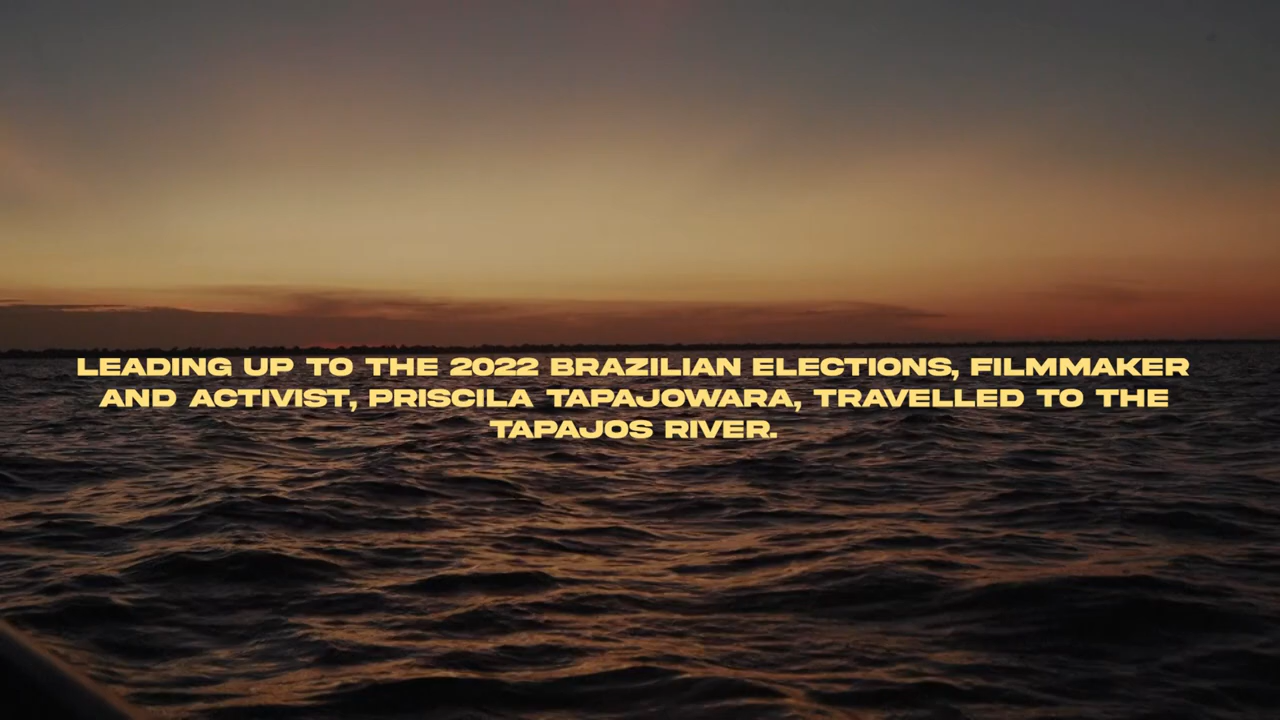 LEADING UP TO THE 2022 BRAZILIAN ELECTIONS, FILMMAKER
AND ACTIVIST, PRISCILA TAPAJOWARA, TRAVELLED TO THE
TAPAJOS RIVER.